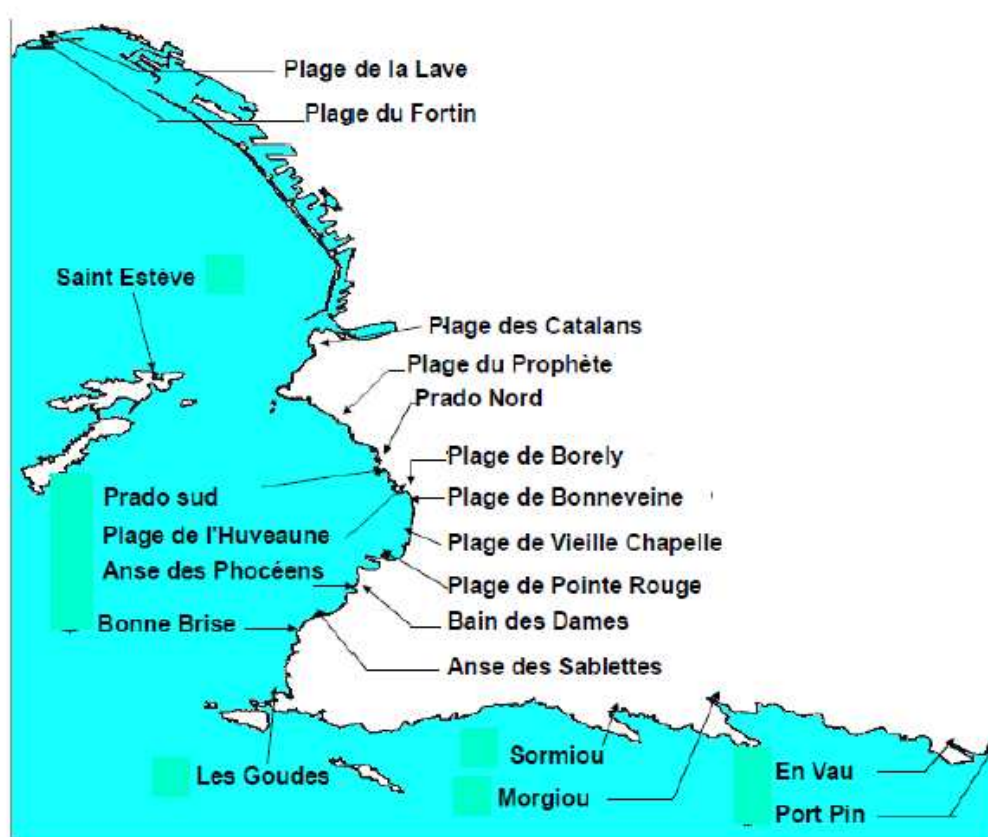 Plage de la Lave
Plage du Fortin
Saint Estève
Plage des Catalans
Plage du Prophète
Prado Nord
Plage de Borely
Prado sud
Plage de Bonneveine
Plage de l'Huveaune
Plage de Vieille Chapelle
Anse des Phocéens
Plage de Pointe Rouge
Bonne Brise
Bain des Dames
Anse des Sablettes
Les Goudes
Sormiou
Morgiou
En Vau
Port Pin